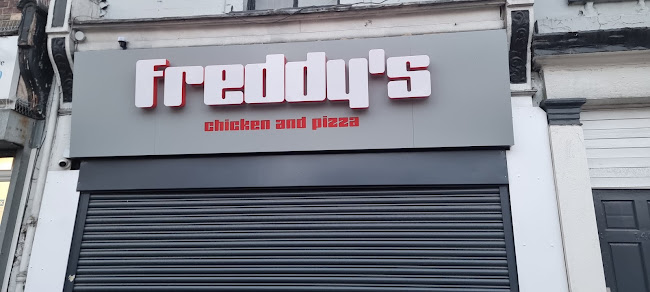 Freddy's
chicken and pizza